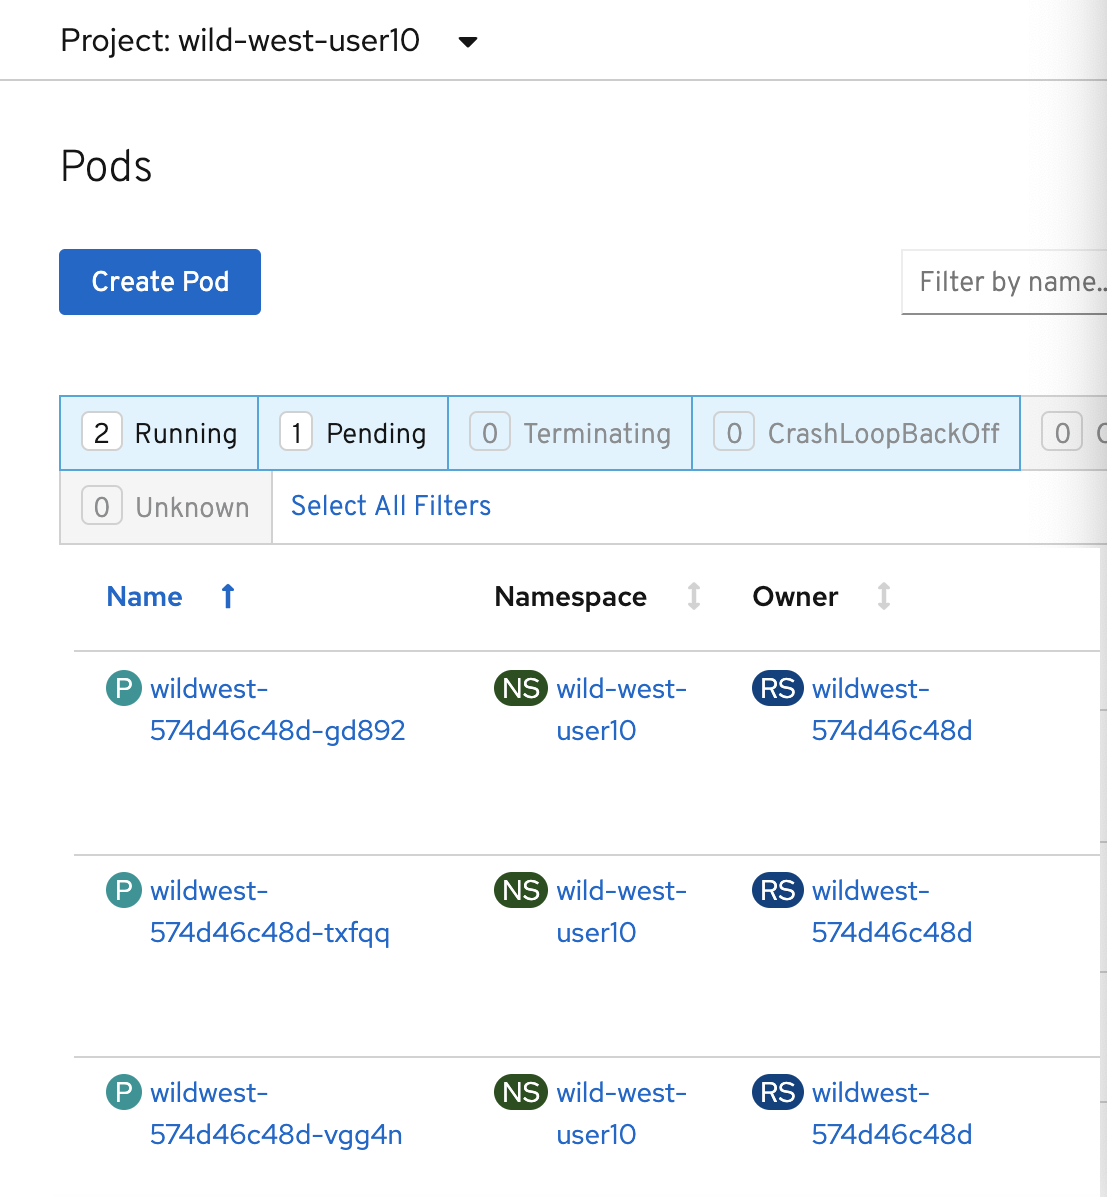 Project: wild-west-user10
Pods
Create Pod
Filter by name..
2 Running 1 Pending 0 Terminating 0 CrashLoopBackOff 0
0 Unknown Select All Filters
Name Namespace Owner
P wildwest- NS wild-west- RS wildwest-
574d46c48d-gd892 user10 574d46c48d
P wildwest- NS wild-west- RS wildwest-
574d46c48d-txfqq user10 574d46c48d
P wildwest- NS wild-west- RS wildwest-
574d46c48d-vgg4n user10 574d46c48d